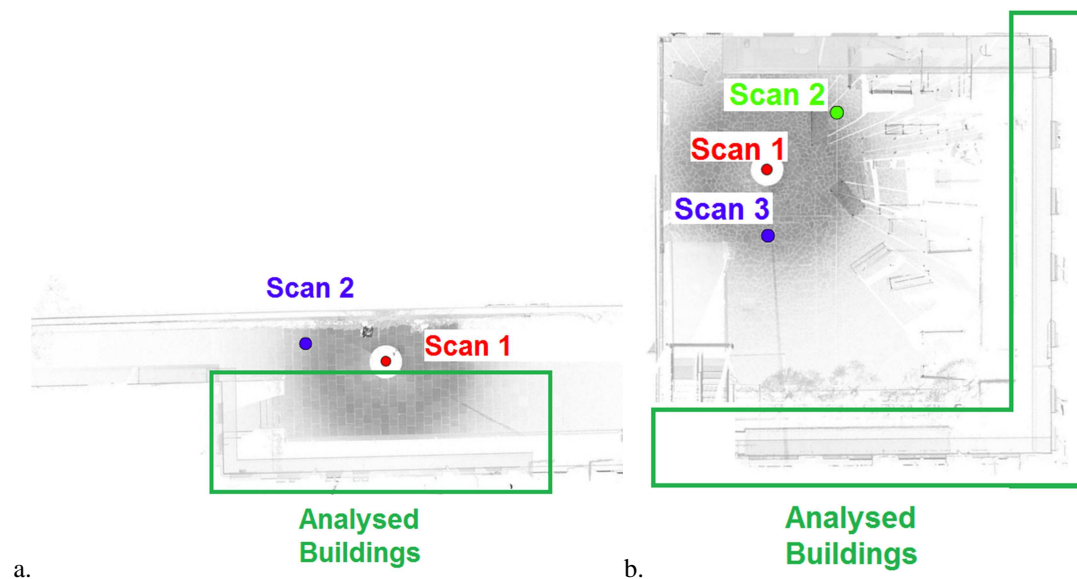 Scan 2
Scan 1
Analysed
Buildings
a.
Scan 2
Scan 1
Scan 3
Analysed
Buildings
b.